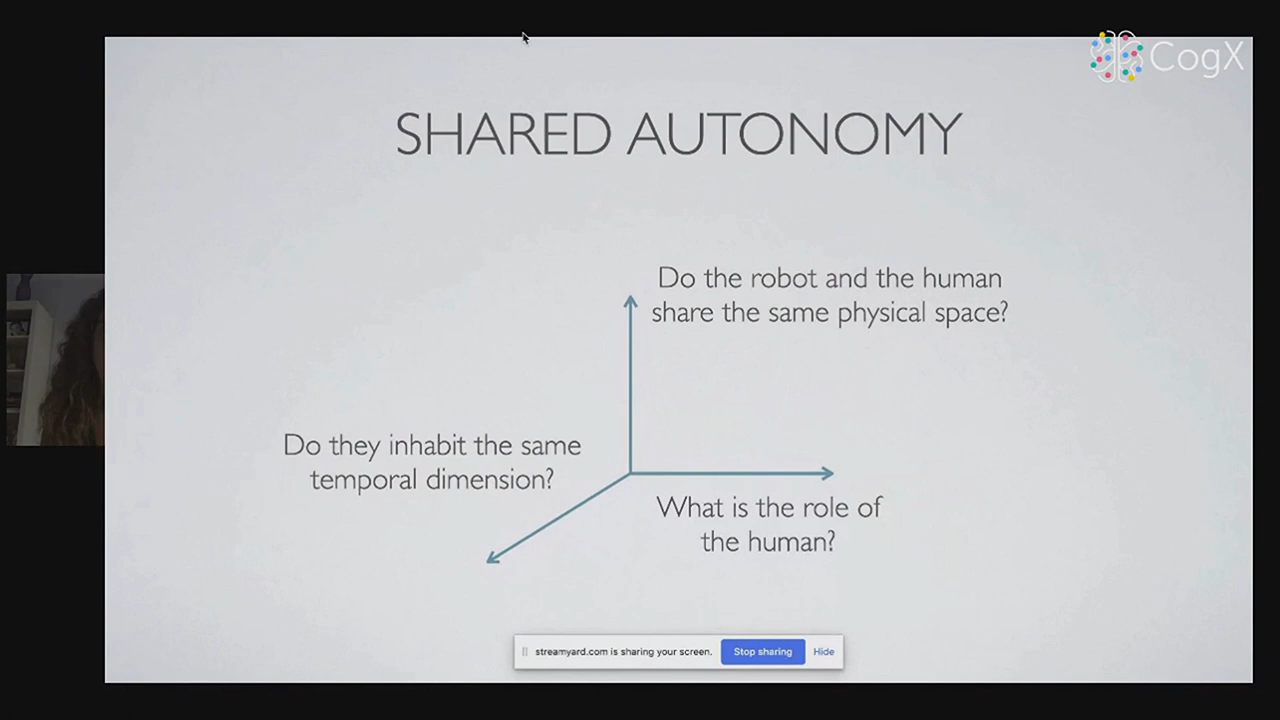 CogX
SHARED AUTONOMY
Do the robot and the human
share the same physical space?
Do they inhabit the same
temporal dimension?
What is the role of
the human?
streamyard.com is sharing your screen.
Stop sharing
Hide